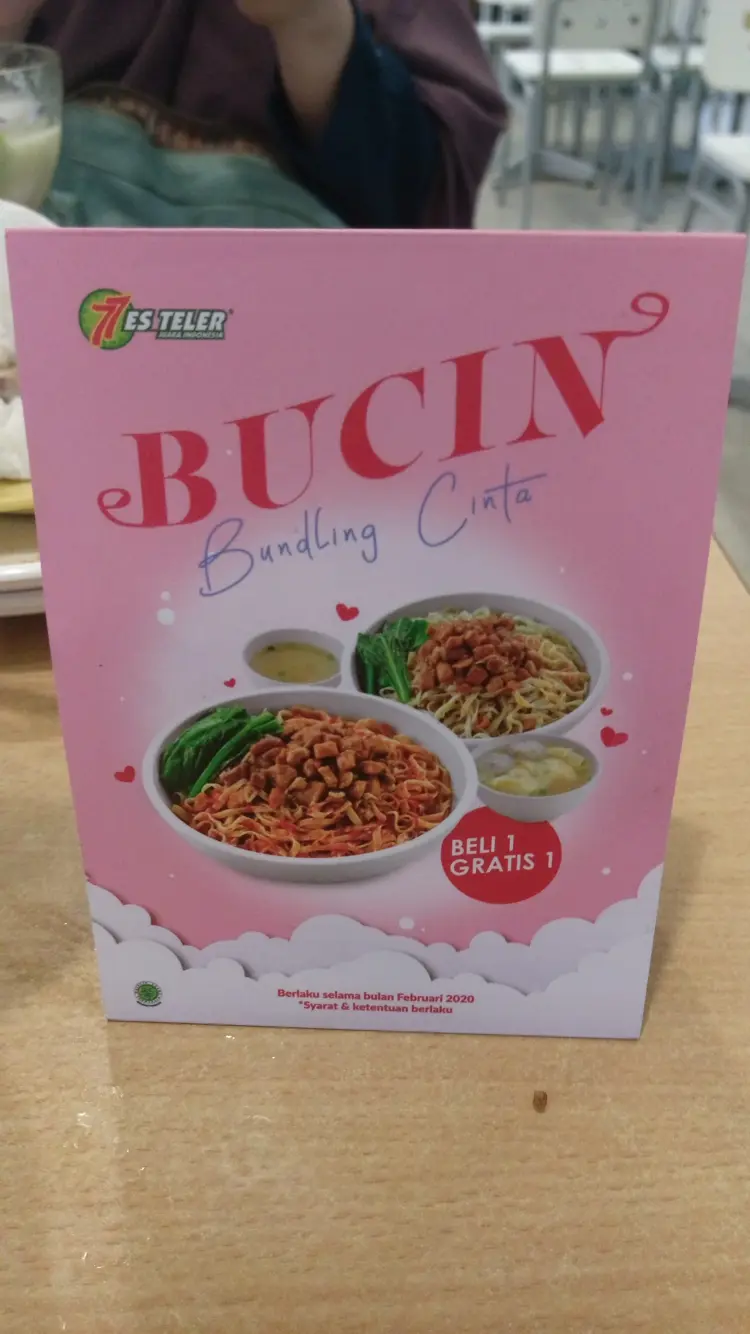 77 ES TELER
JUARA INDONESIA
BUCIN
Bundling Cinta
BELI 1
GRATIS 1
Berlaku selama bulan Februari 2020
*Syarat & ketentuan berlaku